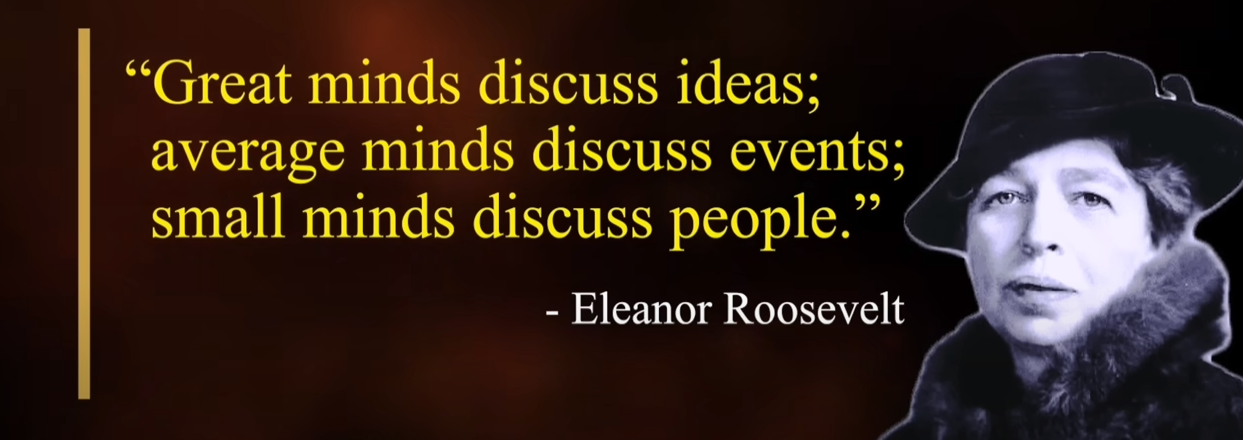 “Great minds discuss ideas;
average minds discuss events;
small minds discuss people.”
- Eleanor Roosevelt